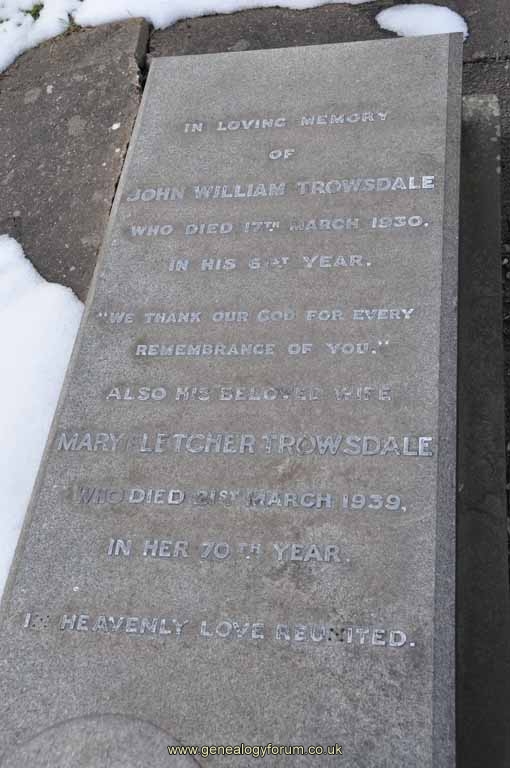 IN LOVING MEMORY
OF
JOHN WILLIAM TROWSDALE
WHO DIED 17TH MARCH 1930.
IN HIS 61ST YEAR.
"WE THANK OUR GOD FOR EVERY
REMEMBRANCE OF YOU."
ALSO HIS BELOVED WIFE
MARY FLETCHER TROWSDALE
WHO DIED 21ST MARCH 1939,
IN HER 70TH YEAR.
IN HEAVENLY LOVE REUNITED.
www.genealogyforum.co.uk